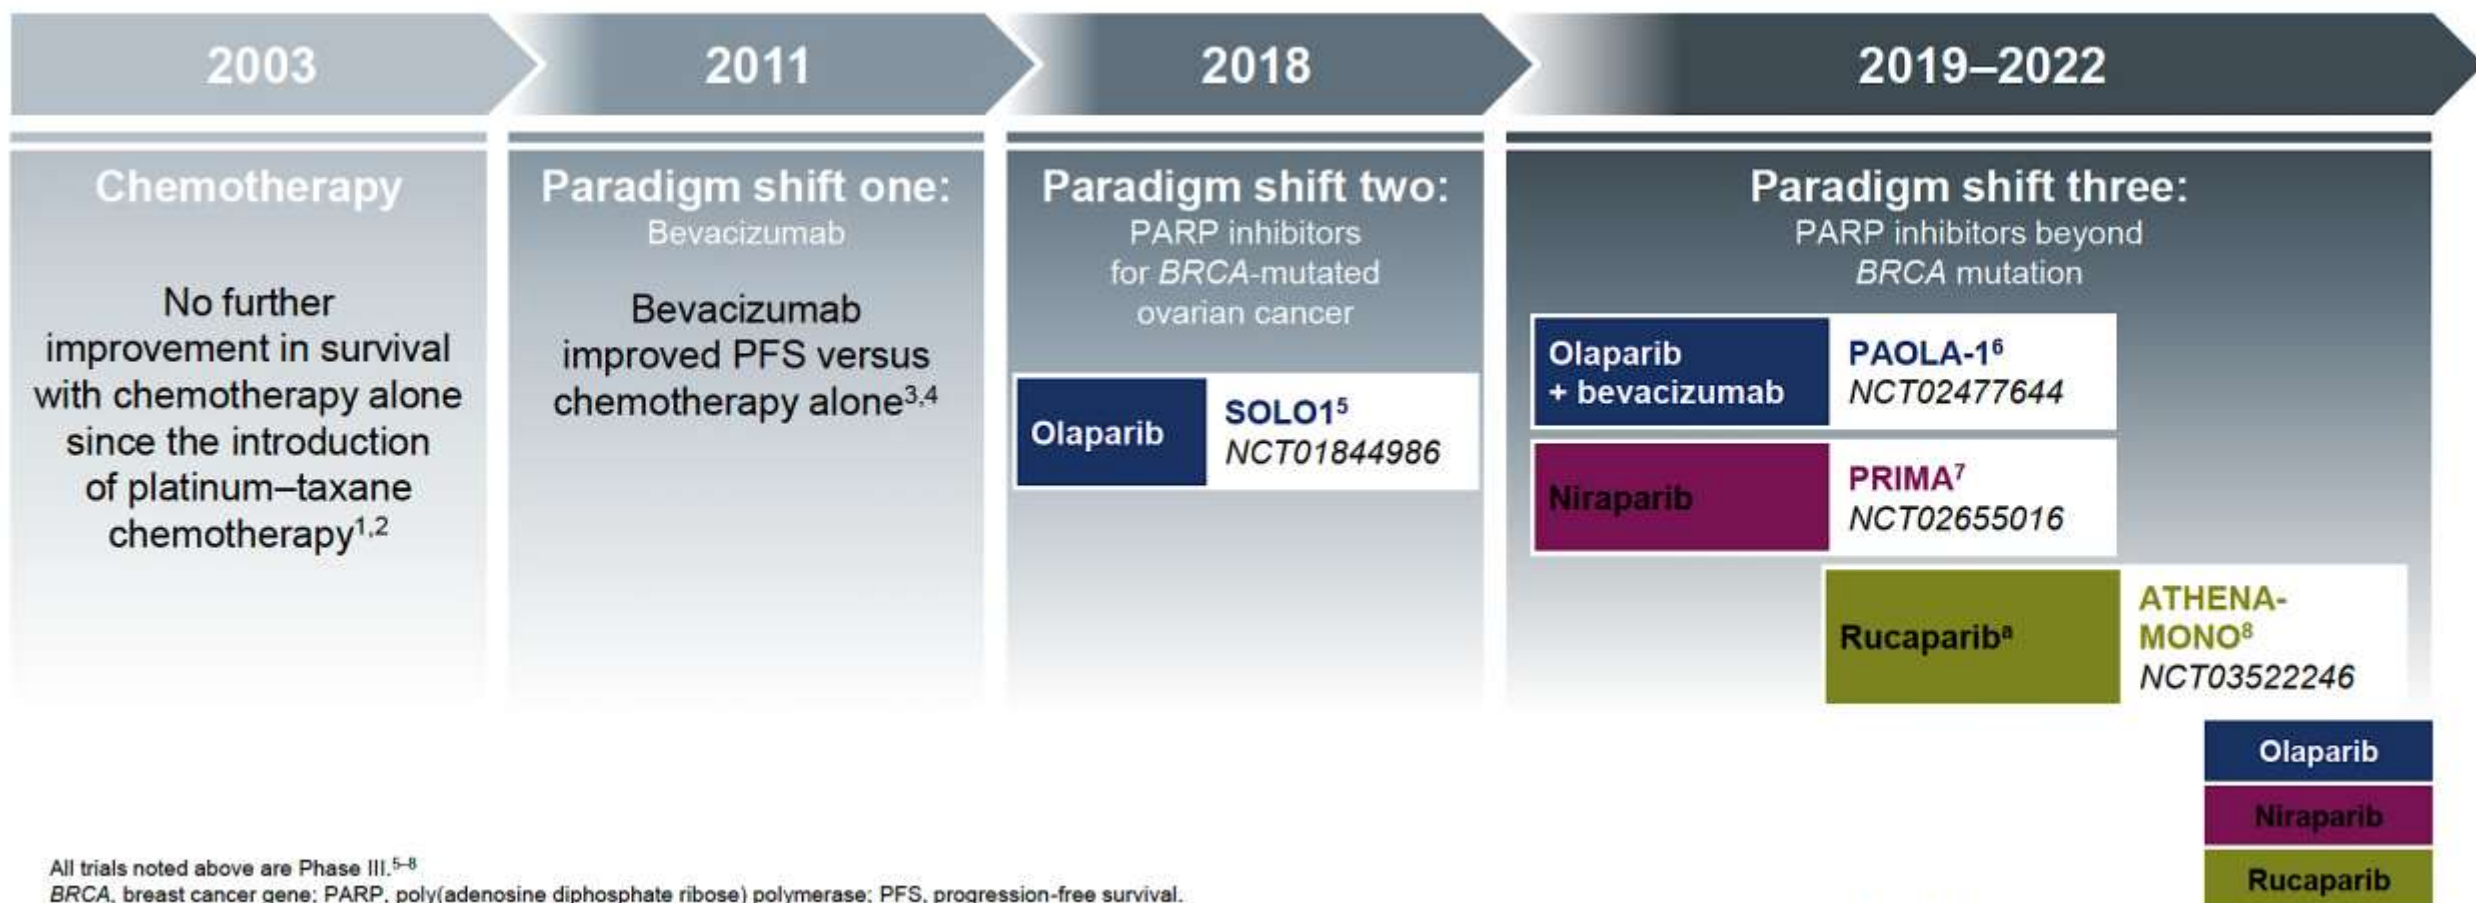 2003
2011
2018
2019–2022
Chemotherapy
No further
improvement in survival
with chemotherapy alone
since the introduction
of platinum–taxane
chemotherapy1,2
Paradigm shift one:
Bevacizumab
Bevacizumab
improved PFS versus
chemotherapy alone3,4
Paradigm shift two:
PARP inhibitors
for BRCA-mutated
ovarian cancer
Olaparib
SOLO15
NCT01844986
Paradigm shift three:
PARP inhibitors beyond
BRCA mutation
Olaparib
+ bevacizumab
PAOLA-16
NCT02477644
Niraparib
PRIMA7
NCT02655016
Rucapariba
ATHENA-
MONO8
NCT03522246
Olaparib
Niraparib
Rucaparib
All trials noted above are Phase III.5–8
BRCA, breast cancer gene; PARP, poly(adenosine diphosphate ribose) polymerase; PFS, progression-free survival.